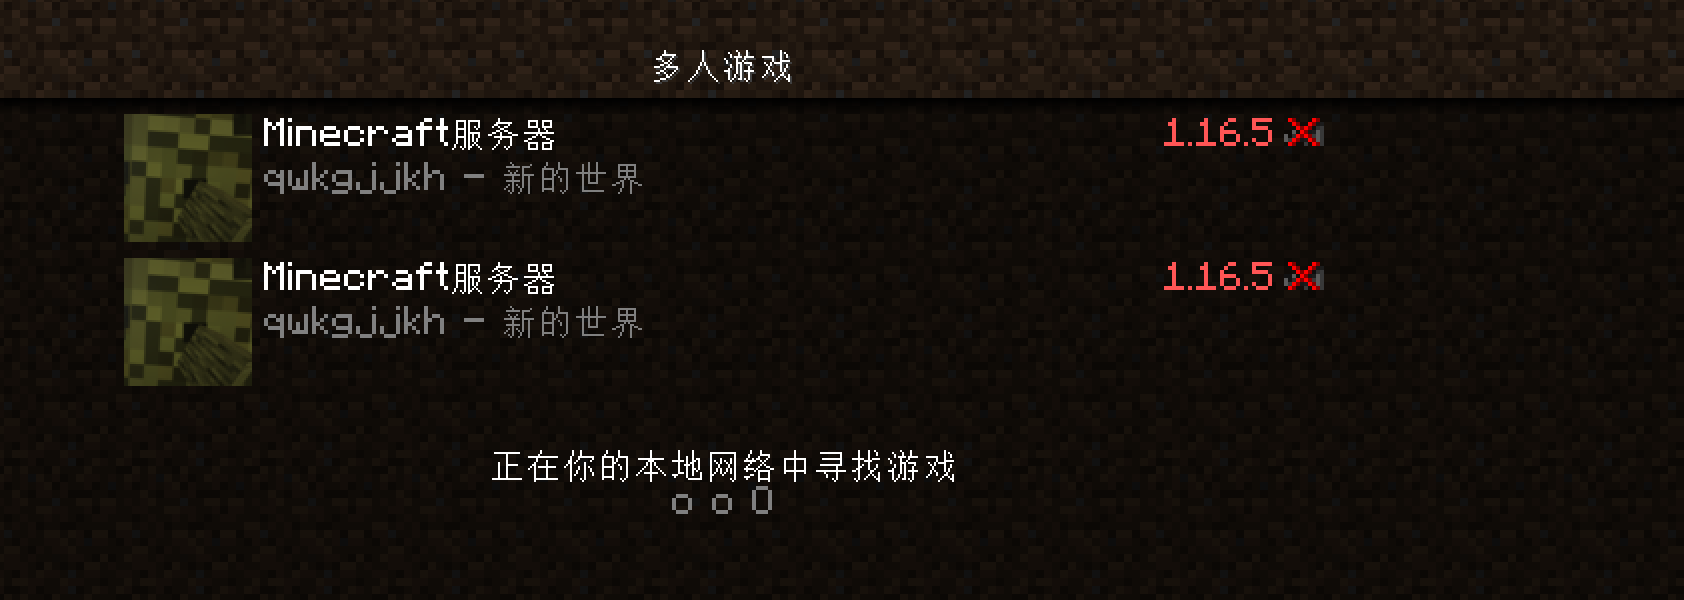 多人游戏
Minecraft服务器 1.16.5
qwkgjjkh - 新的世界
Minecraft服务器 1.16.5
qwkgjjkh - 新的世界
正在你的本地网络中寻找游戏
o o O